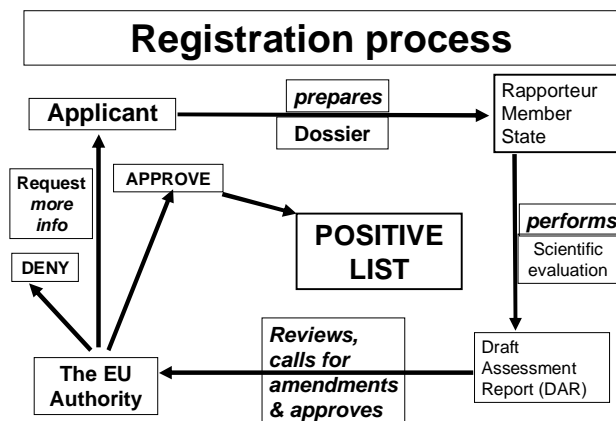 Registration process
Applicant
prepares
Dossier
Rapporteur
Member
State
performs
Scientific
evaluation
Draft
Assessment
Report (DAR)
Reviews,
calls for
amendments
& approves
The EU
Authority
DENY
Request
more
info
APPROVE
POSITIVE
LIST